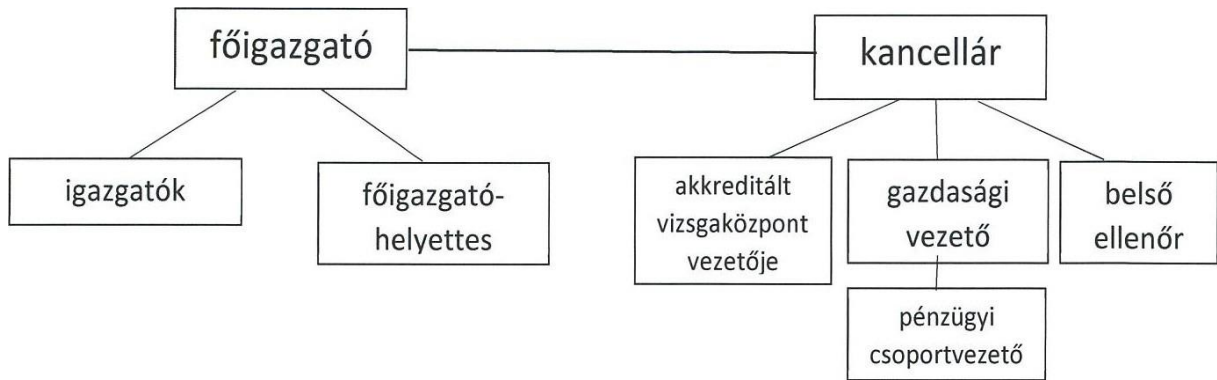 főigazgató
kancellár
igazgatók
főigazgató-
helyettes
akkreditált
vizsgaközpont
vezetője
gazdasági
vezető
belső
ellenőr
pénzügyi
csoportvezető